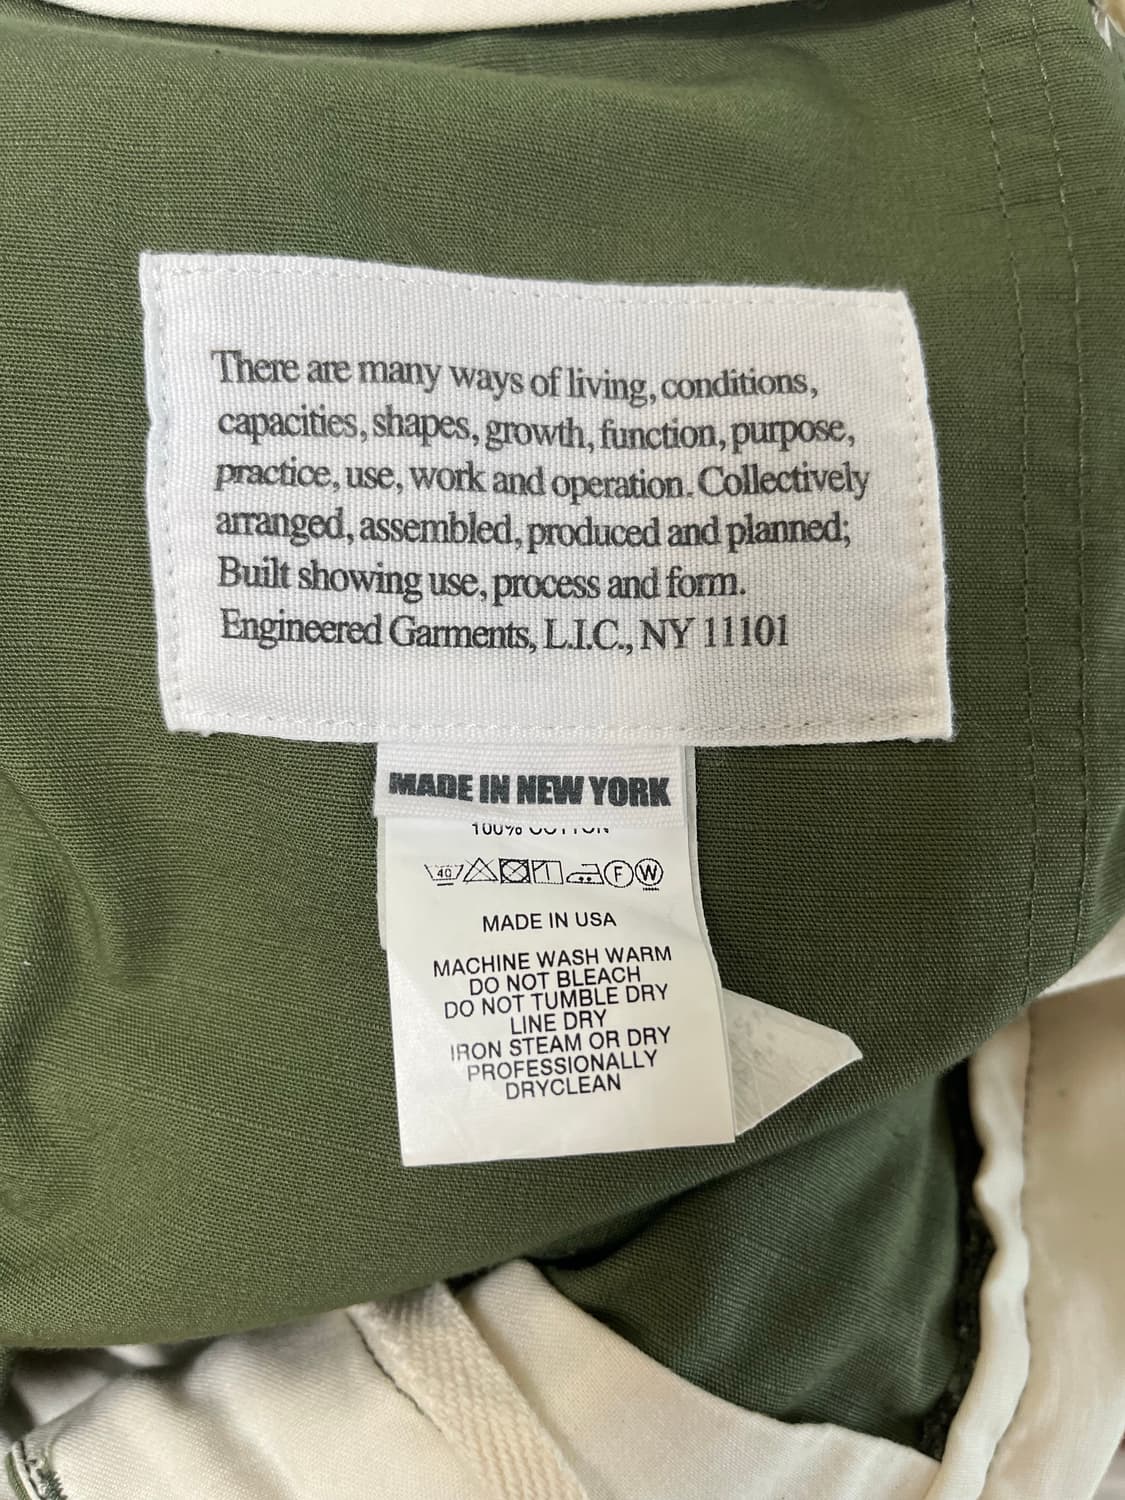 There are many ways of living, conditions,
capacities, shapes, growth, function, purpose,
practice, use, work and operation. Collectively
arranged, assembled, produced and planned;
Built showing use, process and form.
Engineered Garments, L.I.C., NY 11101
MADE IN NEW YORK
100% COTTON
40 F W
MADE IN USA
MACHINE WASH WARM
DO NOT BLEACH
DO NOT TUMBLE DRY
LINE DRY
IRON STEAM OR DRY
PROFESSIONALLY
DRYCLEAN